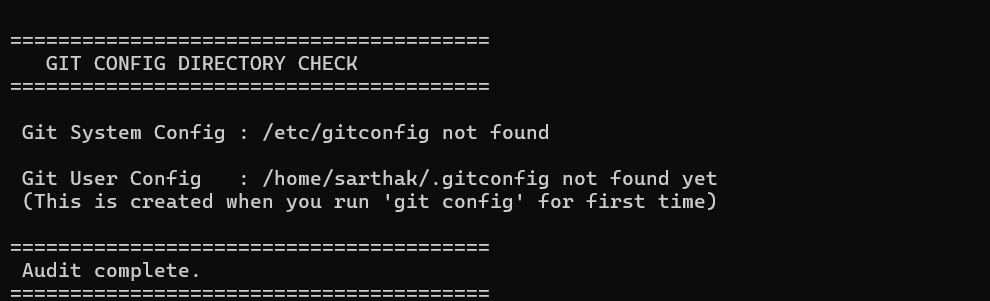 ========================================
GIT CONFIG DIRECTORY CHECK
========================================
Git System Config : /etc/gitconfig not found
Git User Config   : /home/sarthak/.gitconfig not found yet
(This is created when you run 'git config' for first time)
========================================
Audit complete.
========================================